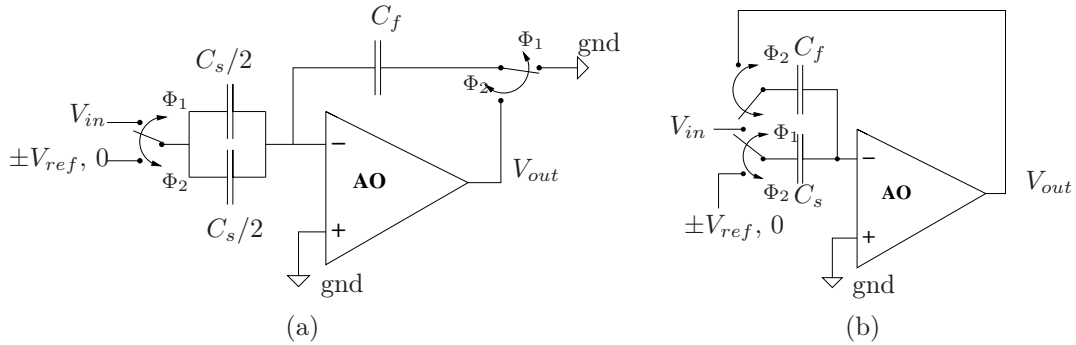 C_f
Φ_1
gnd
C_s/2
Φ_2
V_in
Φ_1
±V_ref, 0
Φ_2
C_s/2
−
AO
+
V_out
gnd
(a)
Φ_2
C_f
V_in
Φ_1
Φ_2
C_s
±V_ref, 0
−
AO
+
V_out
gnd
(b)